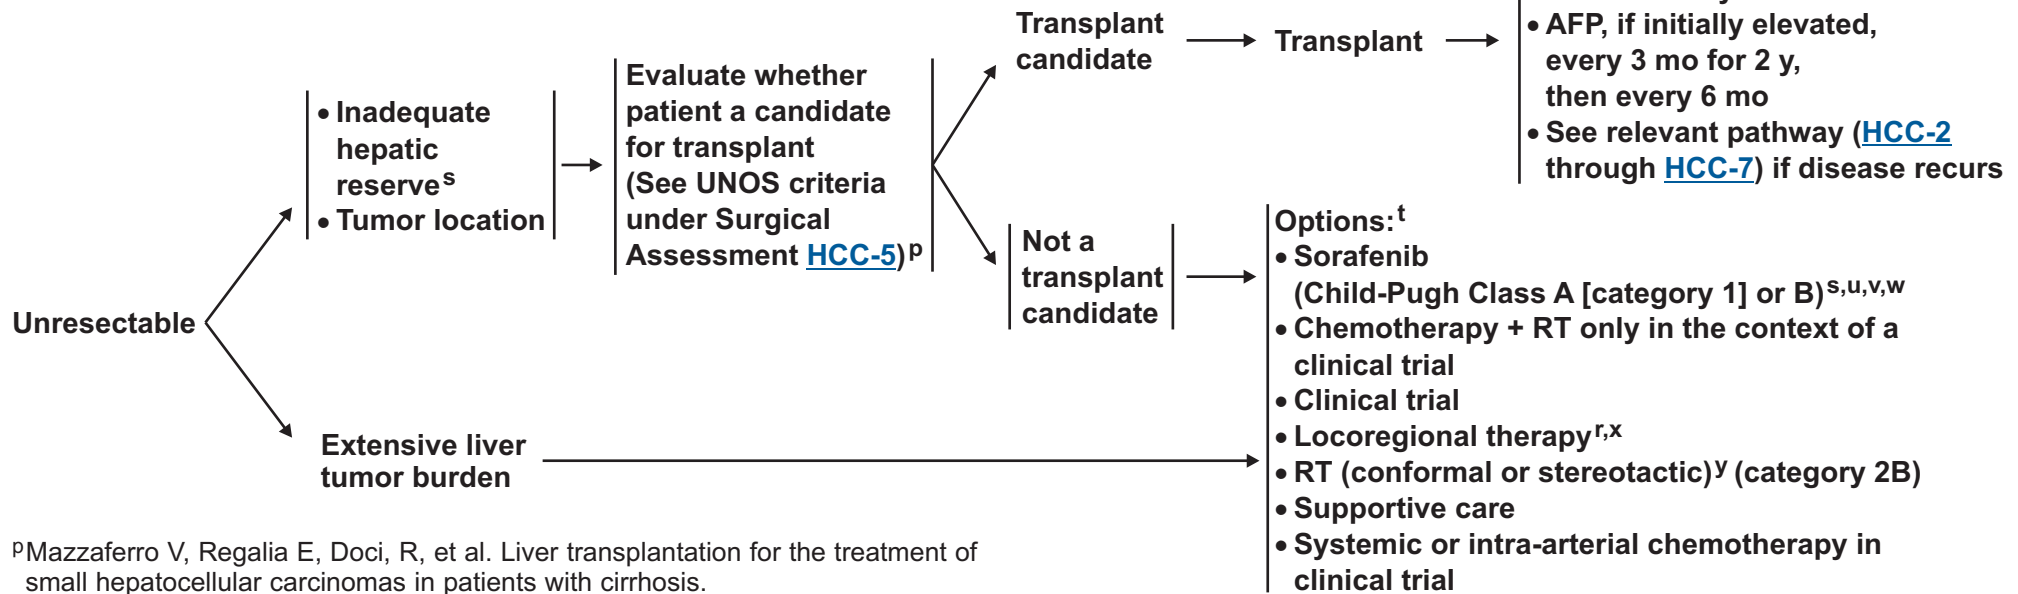 Transplant
candidate
Transplant
• AFP, if initially elevated,
every 3 mo for 2 y,
then every 6 mo
• See relevant pathway (HCC-2
through HCC-7) if disease recurs
Evaluate whether
patient a candidate
for transplant
(See UNOS criteria
under Surgical
Assessment HCC-5)p
• Inadequate
hepatic
reserves
• Tumor location
Unresectable
Not a
transplant
candidate
Options:t
• Sorafenib
(Child-Pugh Class A [category 1] or B)s,u,v,w
• Chemotherapy + RT only in the context of a
clinical trial
• Clinical trial
• Locoregional therapyr,x
• RT (conformal or stereotactic)y (category 2B)
• Supportive care
• Systemic or intra-arterial chemotherapy in
clinical trial
Extensive liver
tumor burden
pMazzaferro V, Regalia E, Doci, R, et al. Liver transplantation for the treatment of
small hepatocellular carcinomas in patients with cirrhosis.